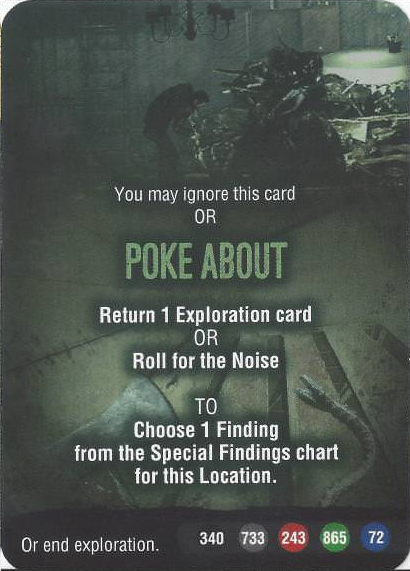 You may ignore this card
OR
POKE ABOUT
Return 1 Exploration card
OR
Roll for the Noise
TO
Choose 1 Finding
from the Special Findings chart
for this Location.
Or end exploration.
340 733 243 865 72